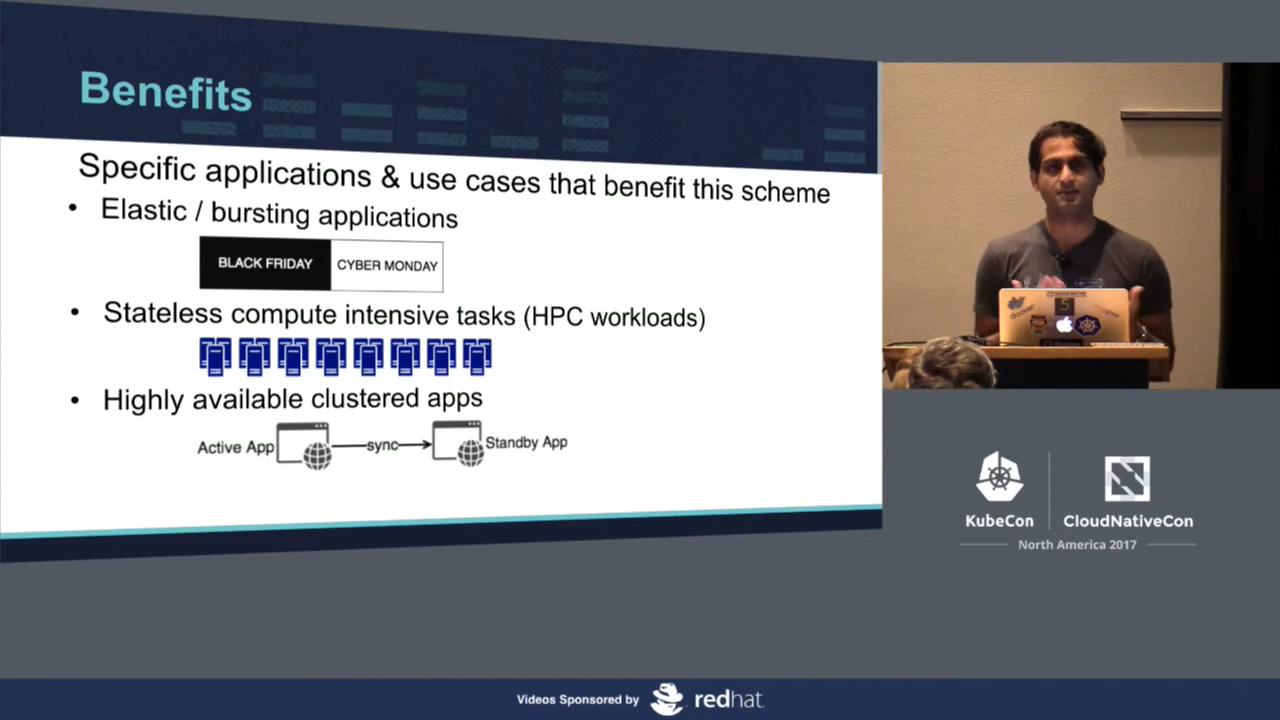 Benefits
Specific applications & use cases that benefit this scheme
• Elastic / bursting applications
BLACK FRIDAY
CYBER MONDAY
• Stateless compute intensive tasks (HPC workloads)
• Highly available clustered apps
Active App
sync
Standby App
docker
KubeCon
CloudNativeCon
North America 2017
Videos Sponsored by
redhat.